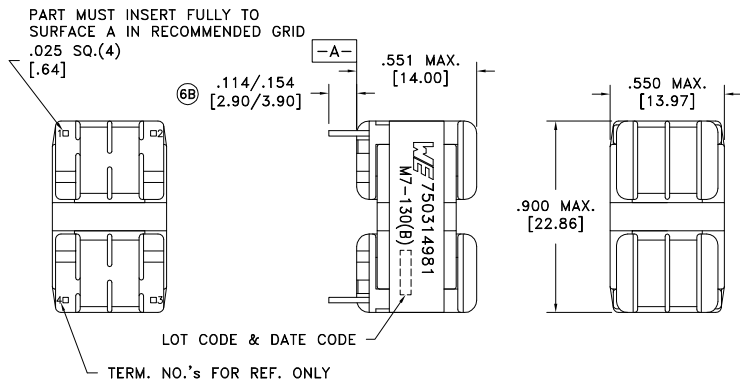 PART MUST INSERT FULLY TO
SURFACE A IN RECOMMENDED GRID
.025 SQ.(4)
[.64]
-A-
.551 MAX.
[14.00]
6B
.114/.154
[2.90/3.90]
.550 MAX.
[13.97]
1
2
WE 750314981
M7-130(B)
.900 MAX.
[22.86]
4
3
LOT CODE & DATE CODE
TERM. NO.'s FOR REF. ONLY